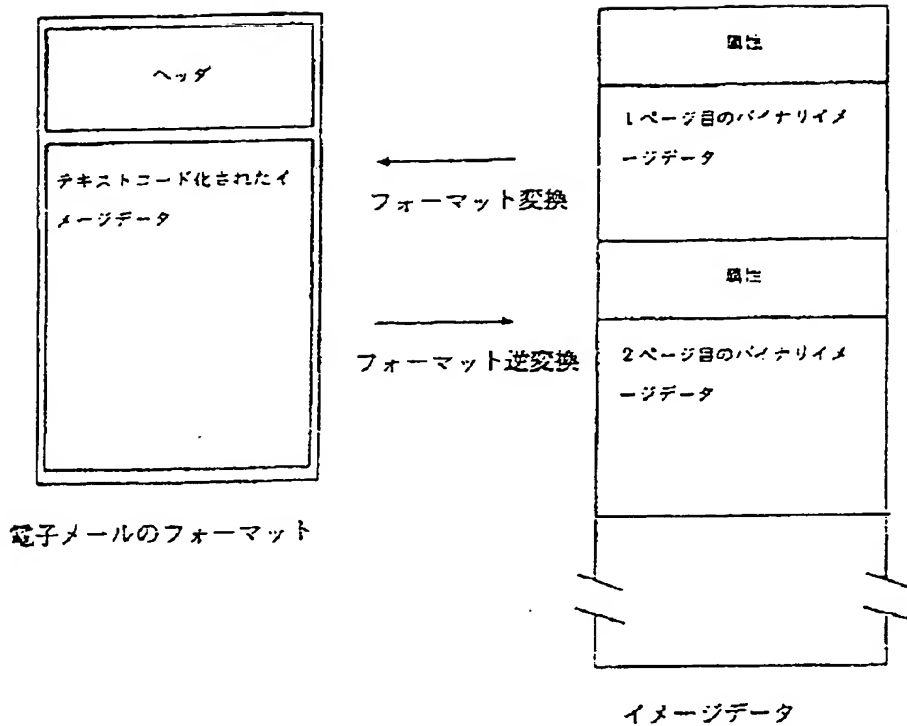 ヘッダ
テキストコード化されたイ
メージデータ
電子メールのフォーマット
フォーマット変換
フォーマット逆変換
属性
1ページ目のバイナリイメ
ージデータ
属性
2ページ目のバイナリイメ
ージデータ
イメージデータ